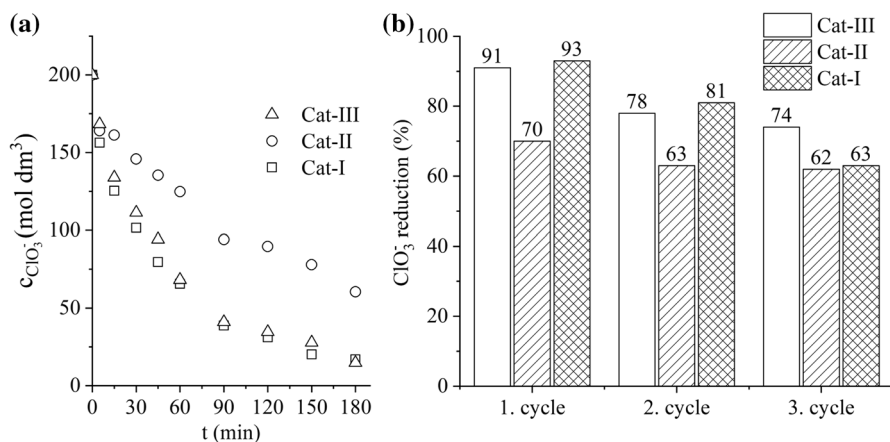 (a)
200
150
100
50
0
0 30 60 90 120 150 180
t (min)
c_ClO₃⁻ (mol dm³)
Cat-III
Cat-II
Cat-I
(b)
100
80
60
40
20
0
ClO₃⁻ reduction (%)
Cat-III
Cat-II
Cat-I
91 70 93
78 63 81
74 62 63
1. cycle 2. cycle 3. cycle